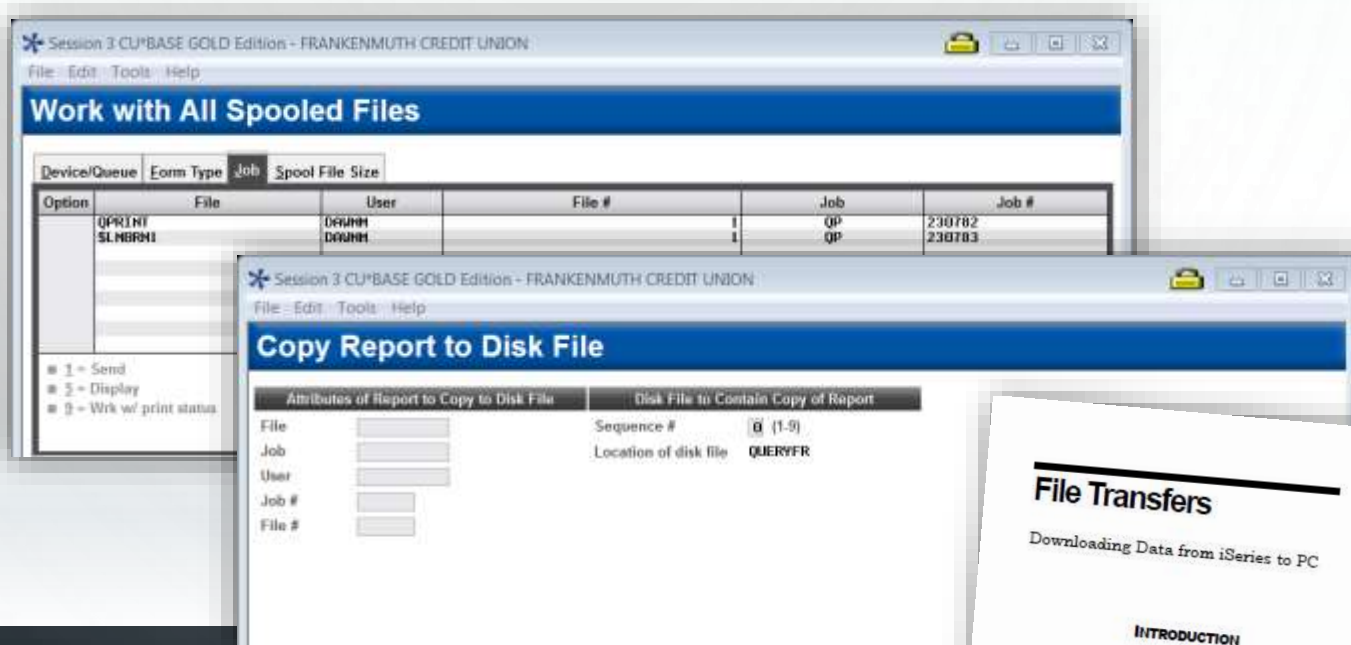 Session 3 CU*BASE GOLD Edition - FRANKENMUTH CREDIT UNION
File Edit Tools Help
Work with All Spooled Files
Device/Queue Form Type Job Spool File Size
Option File User File # Job Job #
QPRINT DAWNM 1 QP 230782
SLMBRN1 DAWNM 1 QP 230783
1 = Send
5 = Display
9 = Wrk w/ print status
Session 3 CU*BASE GOLD Edition - FRANKENMUTH CREDIT UNION
File Edit Tools Help
Copy Report to Disk File
Attributes of Report to Copy to Disk File Disk File to Contain Copy of Report
File Sequence # 0 (1-9)
Job Location of disk file QUERYFR
User
Job #
File #
File Transfers
Downloading Data from iSeries to PC
INTRODUCTION